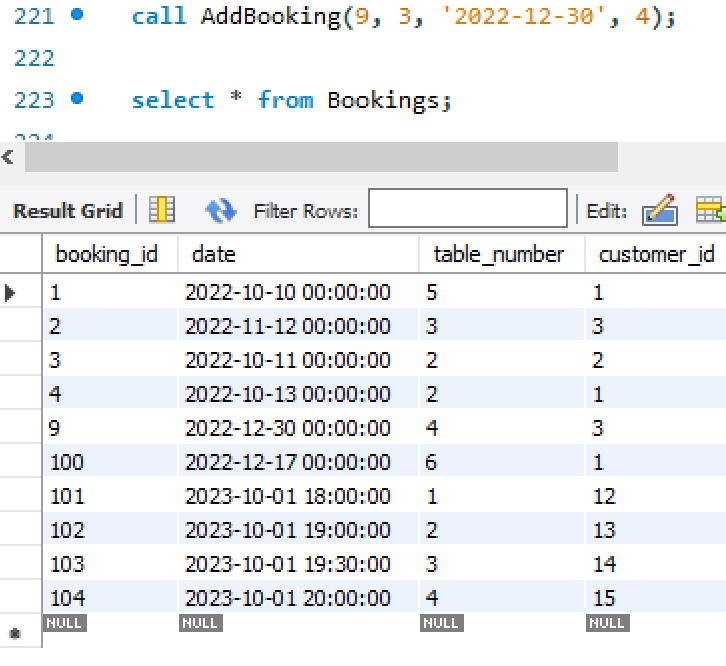 221 call AddBooking(9, 3, '2022-12-30', 4);
222
223 select * from Bookings;
224
Result Grid Filter Rows: Edit:
booking_id date table_number customer_id
1 2022-10-10 00:00:00 5 1
2 2022-11-12 00:00:00 3 3
3 2022-10-11 00:00:00 2 2
4 2022-10-13 00:00:00 2 1
9 2022-12-30 00:00:00 4 3
100 2022-12-17 00:00:00 6 1
101 2023-10-01 18:00:00 1 12
102 2023-10-01 19:00:00 2 13
103 2023-10-01 19:30:00 3 14
104 2023-10-01 20:00:00 4 15
NULL NULL NULL NULL